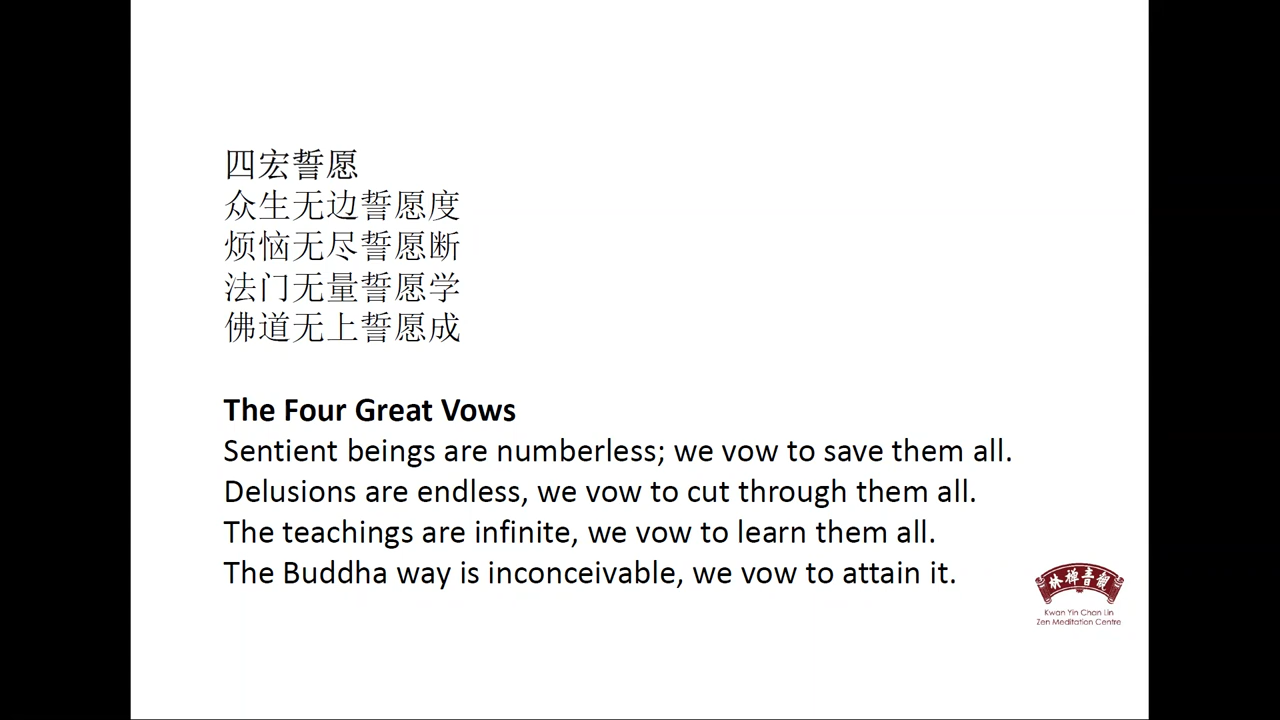 四宏誓愿
众生无边誓愿度
烦恼无尽誓愿断
法门无量誓愿学
佛道无上誓愿成
The Four Great Vows
Sentient beings are numberless; we vow to save them all.
Delusions are endless, we vow to cut through them all.
The teachings are infinite, we vow to learn them all.
The Buddha way is inconceivable, we vow to attain it.
林禅音觀
Kwan Yin Chan Lin
Zen Meditation Centre